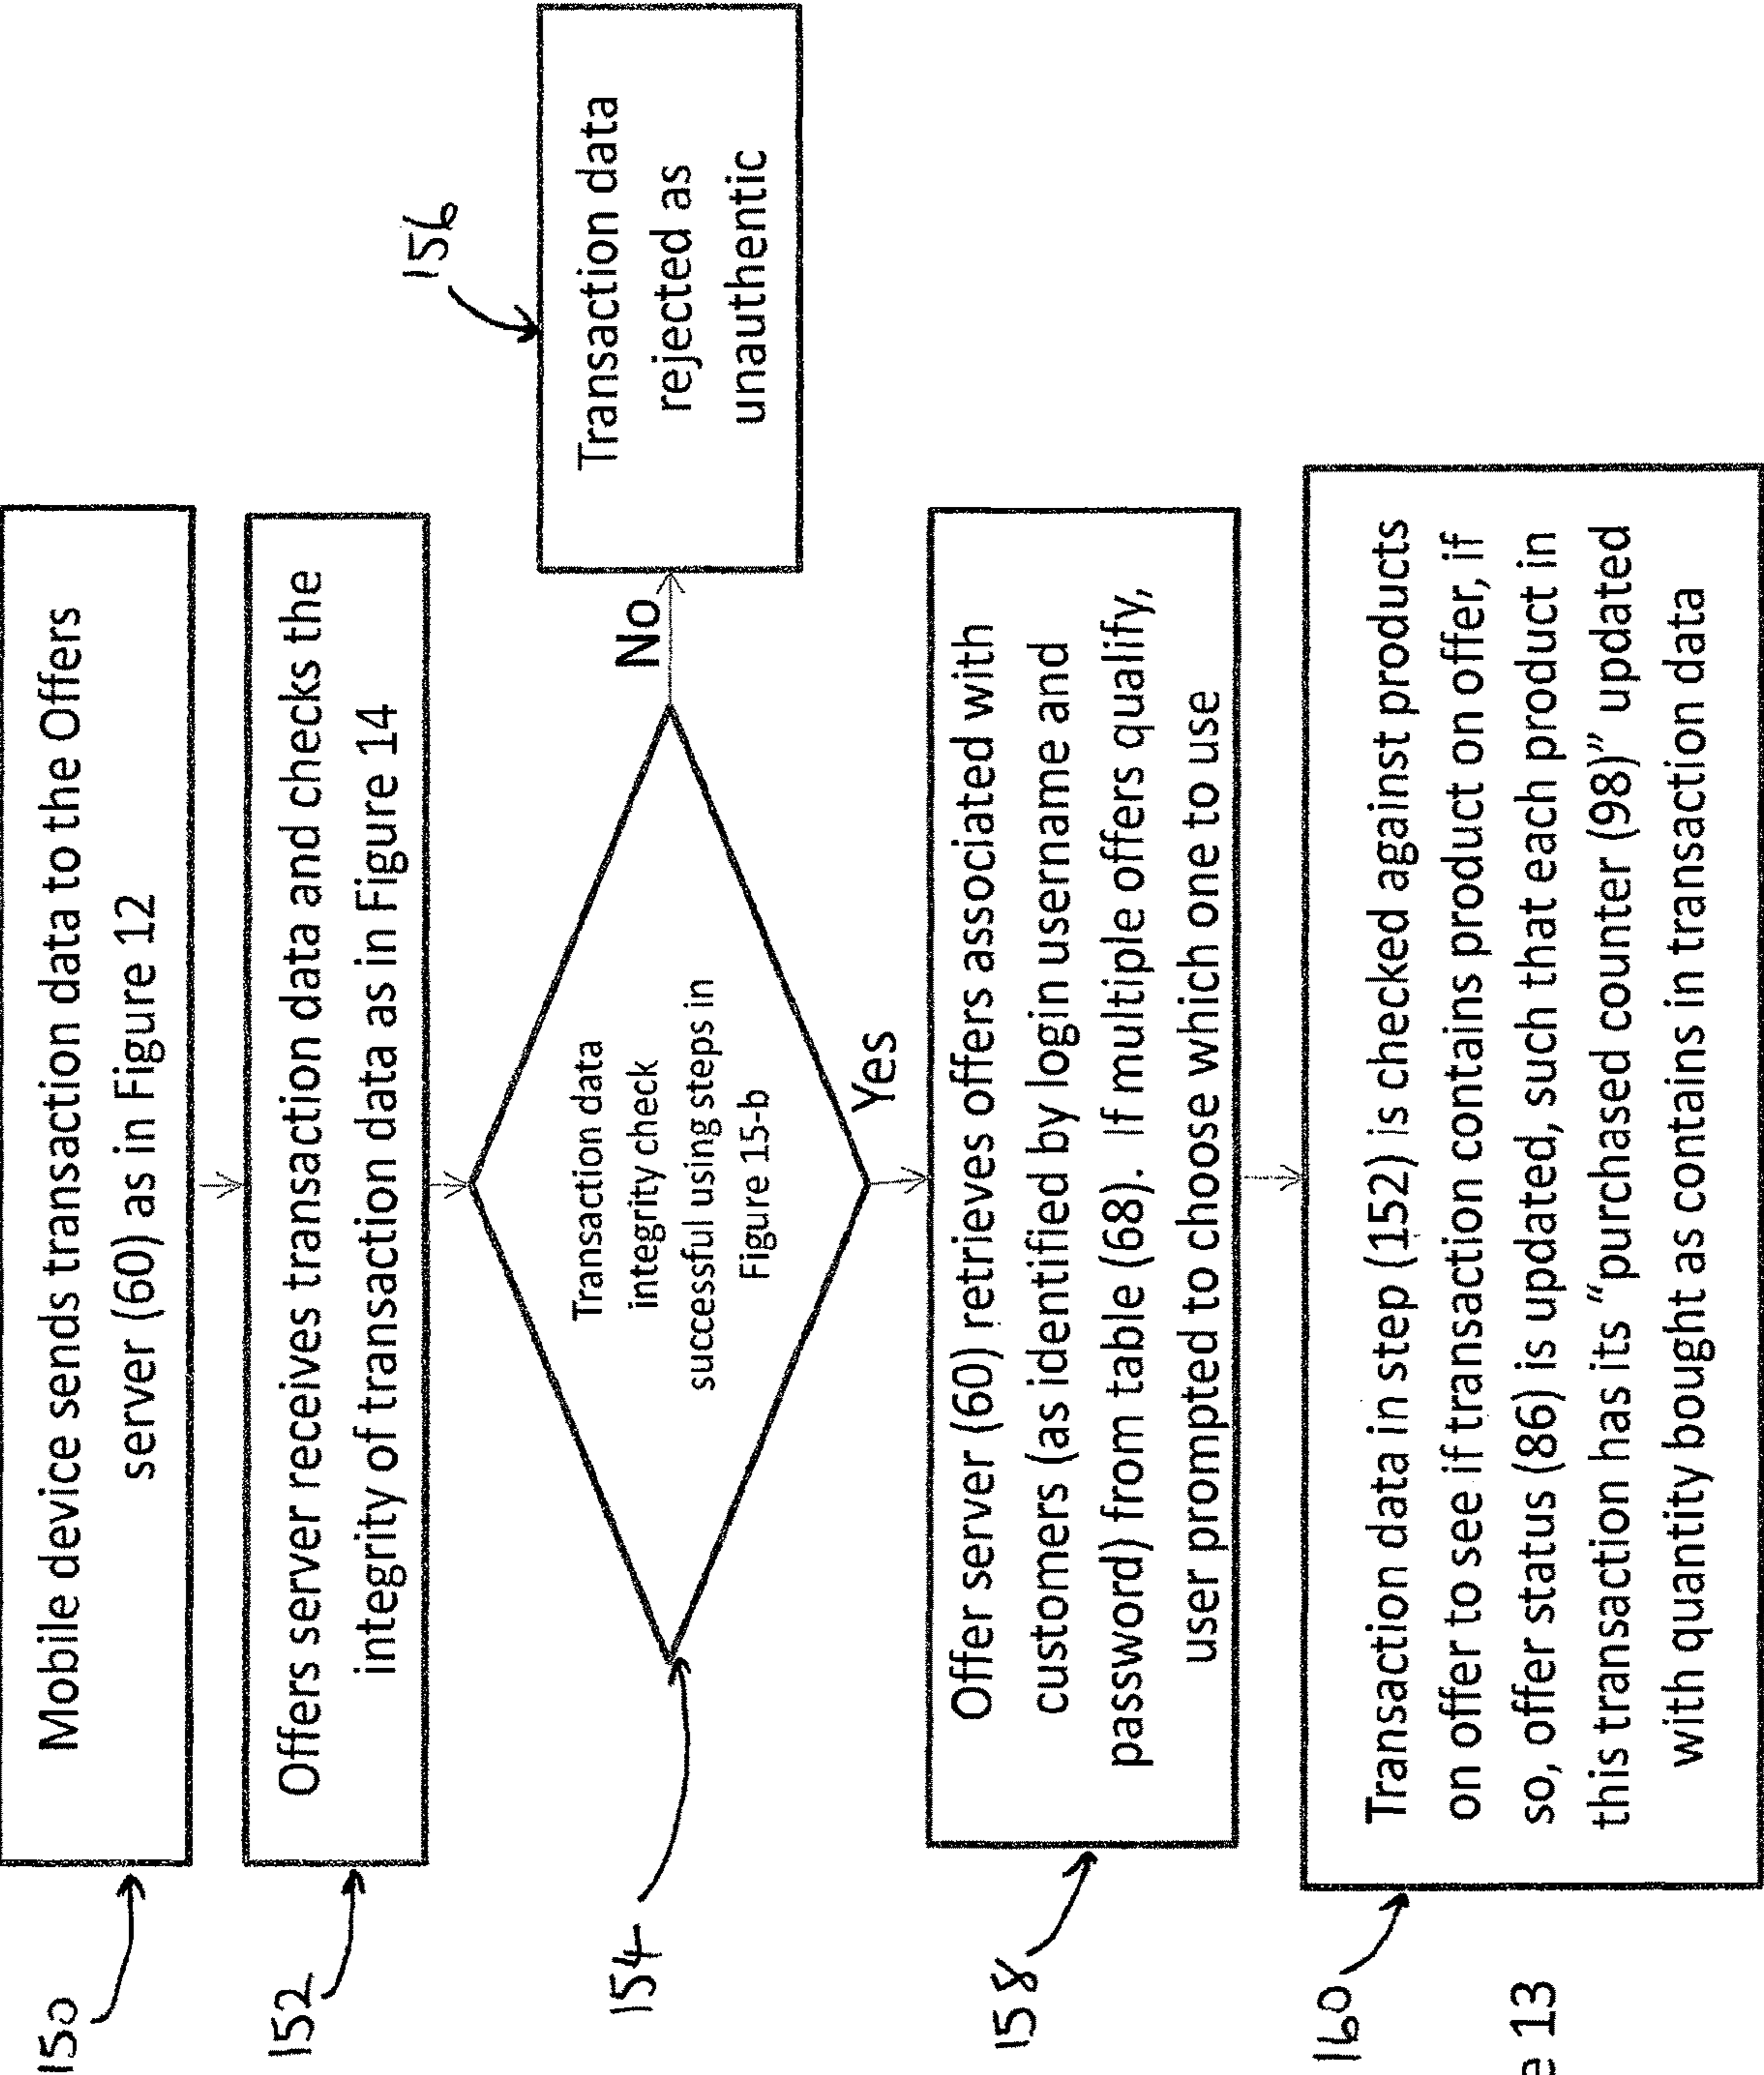 150
Mobile device sends transaction data to the Offers
server (60) as in Figure 12
152
Offers server receives transaction data and checks the
integrity of transaction data as in Figure 14
154
Transaction data
integrity check
successful using steps in
Figure 15-b
No
156
Transaction data
rejected as
unauthentic
Yes
158
Offer server (60) retrieves offers associated with
customers (as identified by login username and
password) from table (68). If multiple offers qualify,
user prompted to choose which one to use
160
Transaction data in step (152) is checked against products
on offer to see if transaction contains product on offer, if
so, offer status (86) is updated, such that each product in
this transaction has its “purchased counter (98)” updated
with quantity bought as contains in transaction data
e 13